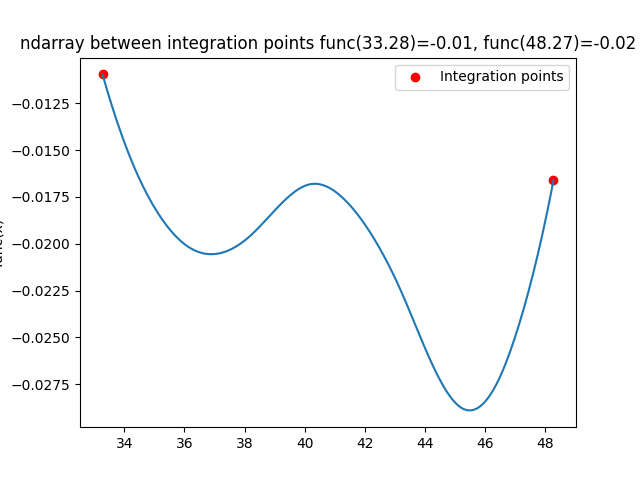 ndarray between integration points func(33.28)=-0.01, func(48.27)=-0.02
Integration points
−0.0125
−0.0150
−0.0175
−0.0200
−0.0225
−0.0250
−0.0275
34 36 38 40 42 44 46 48